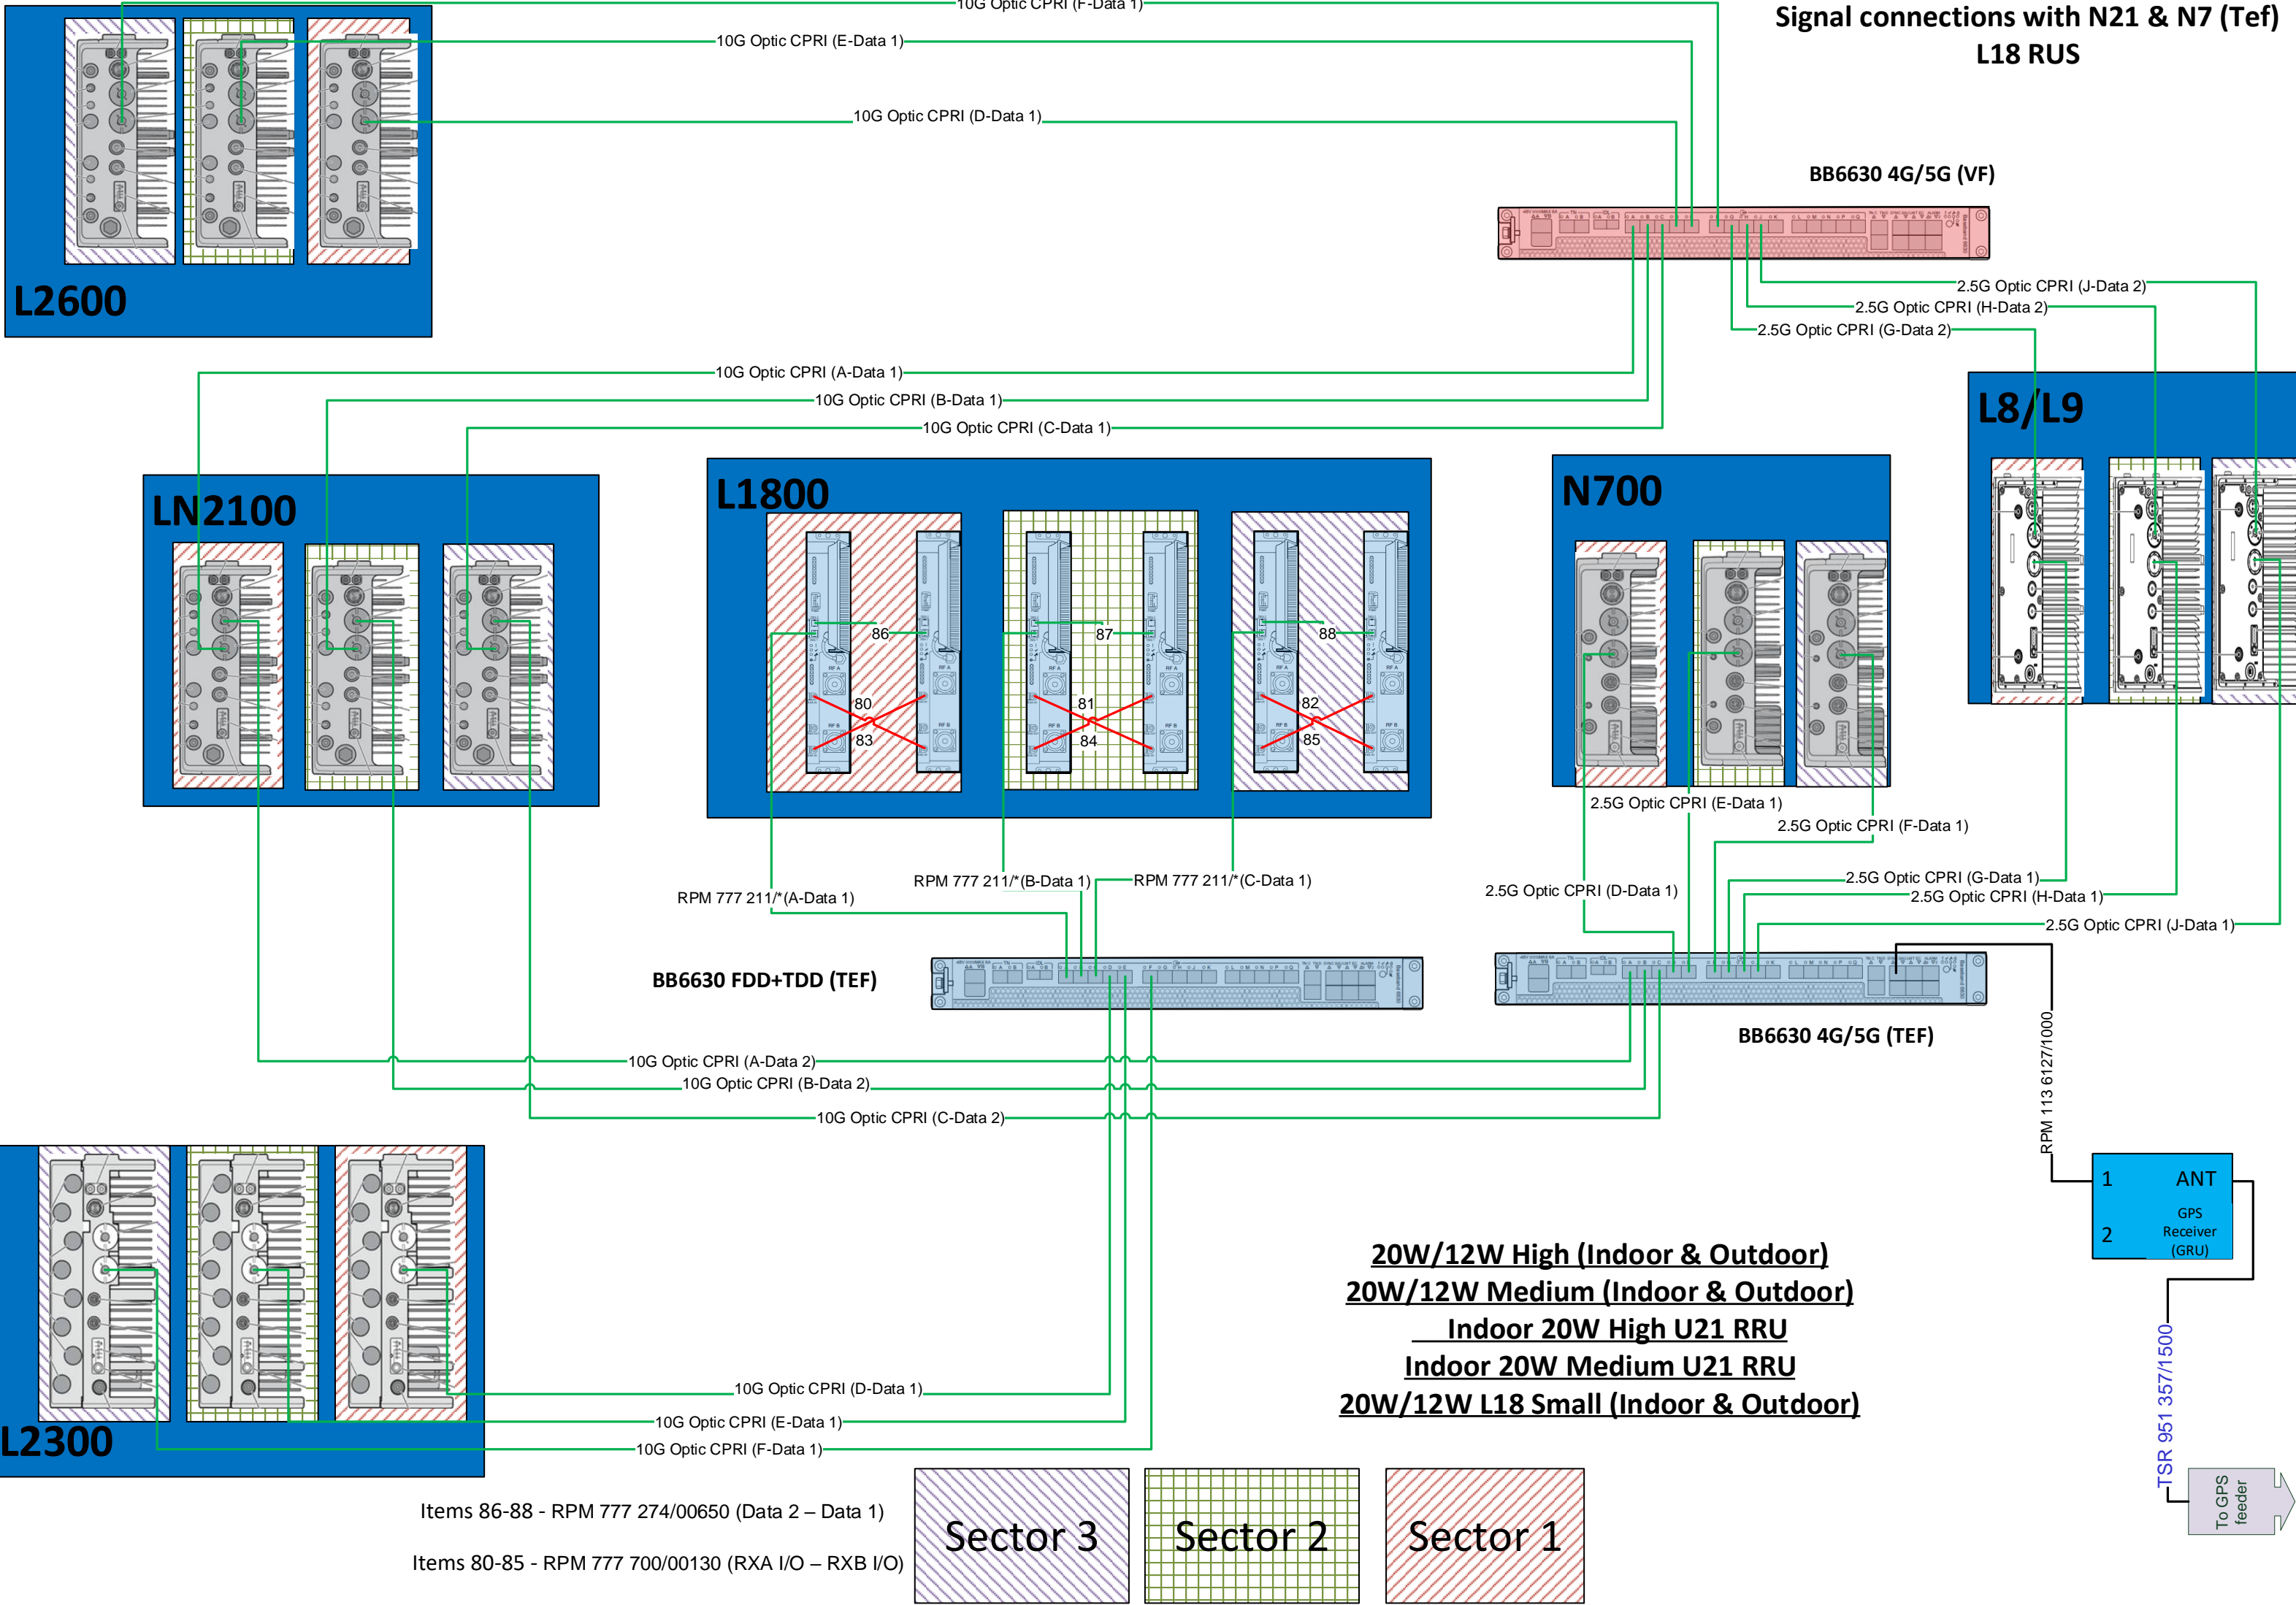 10G Optic CPRI (F-Data 1)
Signal connections with N21 & N7 (Tef)
L18 RUS
10G Optic CPRI (E-Data 1)
10G Optic CPRI (D-Data 1)
BB6630 4G/5G (VF)
L2600
2.5G Optic CPRI (J-Data 2)
2.5G Optic CPRI (H-Data 2)
2.5G Optic CPRI (G-Data 2)
10G Optic CPRI (A-Data 1)
10G Optic CPRI (B-Data 1)
10G Optic CPRI (C-Data 1)
L8/L9
LN2100
L1800
N700
86
87
88
RF A
RF A
RF A
RF A
RF A
RF A
80
81
82
RF B
RF B
RF B
RF B
RF B
RF B
83
84
85
2.5G Optic CPRI (E-Data 1)
2.5G Optic CPRI (F-Data 1)
RPM 777 211/*(A-Data 1)
RPM 777 211/*(B-Data 1)
RPM 777 211/*(C-Data 1)
2.5G Optic CPRI (D-Data 1)
2.5G Optic CPRI (G-Data 1)
2.5G Optic CPRI (H-Data 1)
2.5G Optic CPRI (J-Data 1)
BB6630 FDD+TDD (TEF)
BB6630 4G/5G (TEF)
10G Optic CPRI (A-Data 2)
10G Optic CPRI (B-Data 2)
10G Optic CPRI (C-Data 2)
RPM 113 6127/1000
1
ANT
2
GPS
Receiver
(GRU)
20W/12W High (Indoor & Outdoor)
20W/12W Medium (Indoor & Outdoor)
Indoor 20W High U21 RRU
Indoor 20W Medium U21 RRU
20W/12W L18 Small (Indoor & Outdoor)
10G Optic CPRI (D-Data 1)
10G Optic CPRI (E-Data 1)
10G Optic CPRI (F-Data 1)
L2300
TSR 951 357/1500
To GPS
feeder
Items 86-88 - RPM 777 274/00650 (Data 2 – Data 1)
Items 80-85 - RPM 777 700/00130 (RXA I/O – RXB I/O)
Sector 3
Sector 2
Sector 1